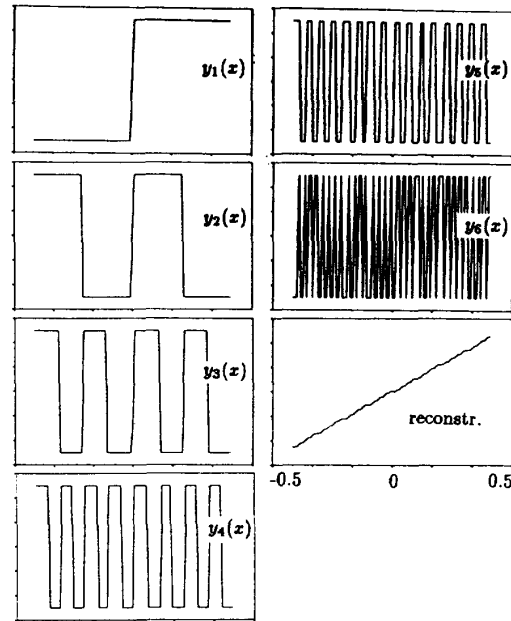 y₁(x)
y₂(x)
y₃(x)
y₄(x)
y₅(x)
y₆(x)
reconstr.
-0.5 0 0.5